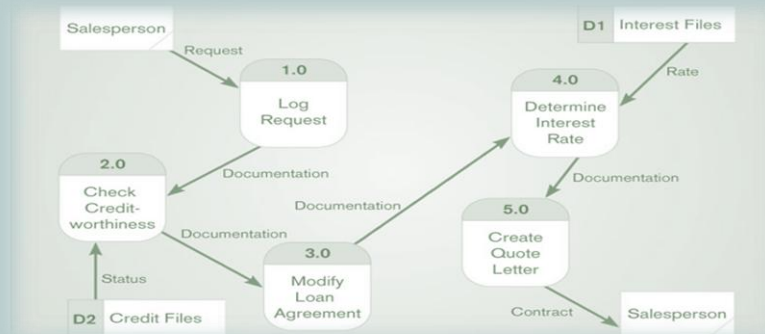 Salesperson
D1 Interest Files
Request
Rate
1.0
Log
Request
4.0
Determine
Interest
Rate
2.0
Check
Credit-
worthiness
Documentation
Documentation
Documentation
Documentation
5.0
Create
Quote
Letter
3.0
Modify
Loan
Agreement
Status
D2 Credit Files
Contract
Salesperson